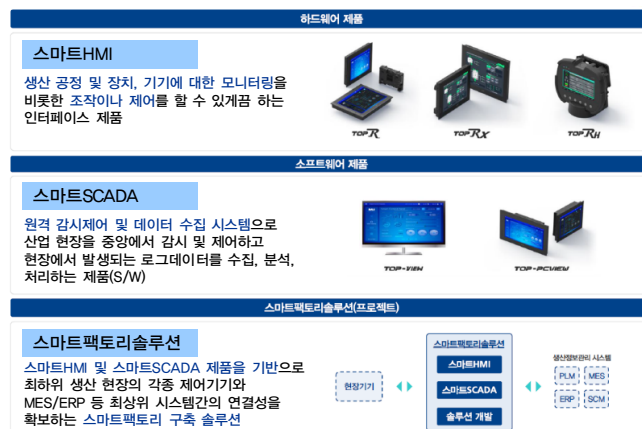 하드웨어 제품
스마트HMI
생산 공정 및 장치, 기기에 대한 모니터링을
비롯한 조작이나 제어를 할 수 있게끔 하는
인터페이스 제품
TOPR
TOPRX
TOPRH
소프트웨어 제품
스마트SCADA
원격 감시제어 및 데이터 수집 시스템으로
산업 현장을 중앙에서 감시 및 제어하고
현장에서 발생되는 로그데이터를 수집, 분석,
처리하는 제품(S/W)
TOP-VIEW
TOP-PCVIEW
스마트팩토리솔루션(프로젝트)
스마트팩토리솔루션
스마트HMI 및 스마트SCADA 제품을 기반으로
최하위 생산 현장의 각종 제어기기와
MES/ERP 등 최상위 시스템간의 연결성을
확보하는 스마트팩토리 구축 솔루션
현장기기
스마트팩토리솔루션
스마트HMI
스마트SCADA
솔루션 개발
생산정보관리 시스템
PLM MES
ERP SCM